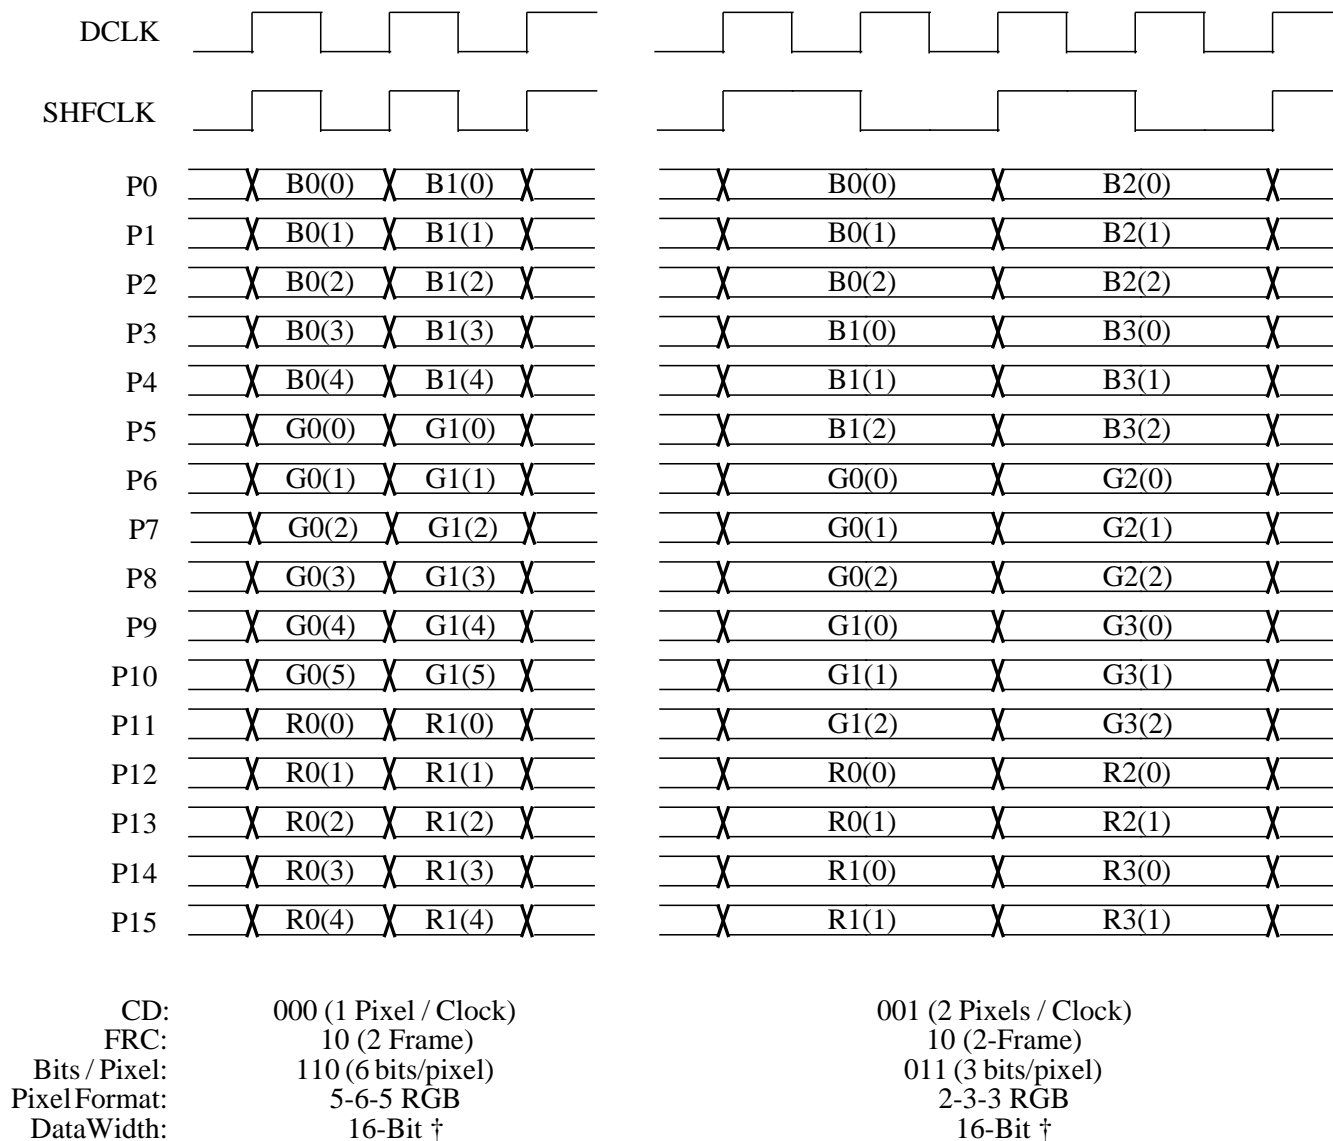 DCLK
SHFCLK
P0 B0(0) B1(0) B0(0) B2(0)
P1 B0(1) B1(1) B0(1) B2(1)
P2 B0(2) B1(2) B0(2) B2(2)
P3 B0(3) B1(3) B1(0) B3(0)
P4 B0(4) B1(4) B1(1) B3(1)
P5 G0(0) G1(0) B1(2) B3(2)
P6 G0(1) G1(1) G0(0) G2(0)
P7 G0(2) G1(2) G0(1) G2(1)
P8 G0(3) G1(3) G0(2) G2(2)
P9 G0(4) G1(4) G1(0) G3(0)
P10 G0(5) G1(5) G1(1) G3(1)
P11 R0(0) R1(0) G1(2) G3(2)
P12 R0(1) R1(1) R0(0) R2(0)
P13 R0(2) R1(2) R0(1) R2(1)
P14 R0(3) R1(3) R1(0) R3(0)
P15 R0(4) R1(4) R1(1) R3(1)
CD: 000 (1 Pixel / Clock) 001 (2 Pixels / Clock)
FRC: 10 (2 Frame) 10 (2-Frame)
Bits / Pixel: 110 (6 bits/pixel) 011 (3 bits/pixel)
Pixel Format: 5-6-5 RGB 2-3-3 RGB
Data Width: 16-Bit † 16-Bit †